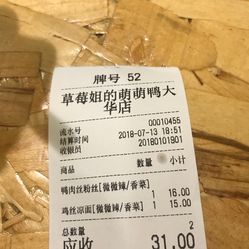 牌号 52
草莓姐的萌萌鸭大
华店
流水号 00010455
结算时间 2018-07-13 18:51
收银员 20180101901
商品 数量 小计
鸭肉丝粉丝[微微辣/香菜] 1 16.00
鸡丝凉面[微微辣/香菜] 1 15.00
总数量 2
应收 31.00